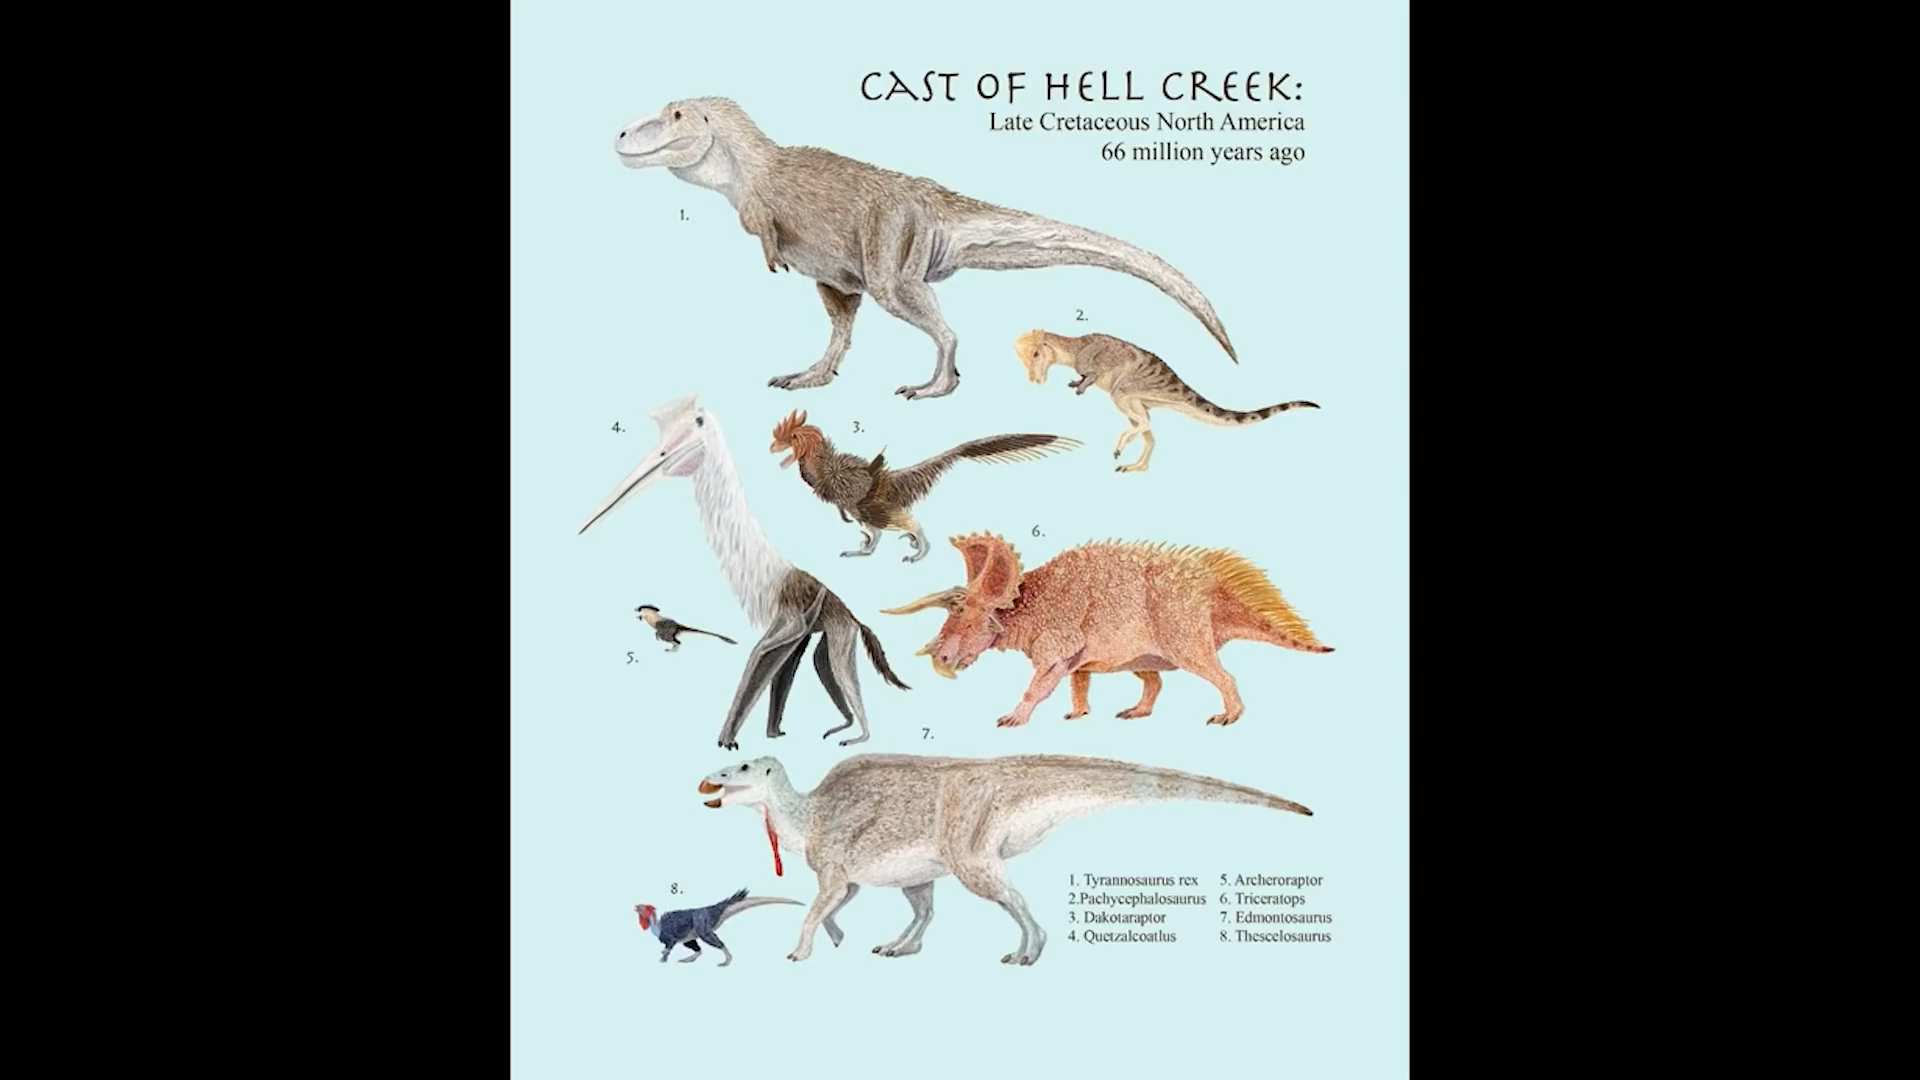 CAST OF HELL CREEK:
Late Cretaceous North America
66 million years ago
1.
2.
3.
4.
5.
6.
7.
8.
1. Tyrannosaurus rex
2.Pachycephalosaurus
3. Dakotaraptor
4. Quetzalcoatlus
5. Archeroraptor
6. Triceratops
7. Edmontosaurus
8. Thescelosaurus